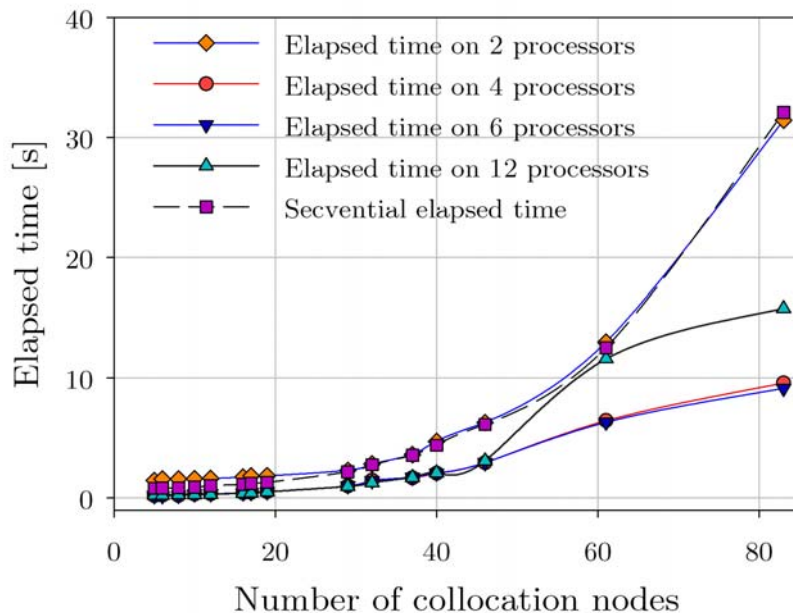 40
Elapsed time on 2 processors
Elapsed time on 4 processors
30
Elapsed time on 6 processors
Elapsed time on 12 processors
Secvential elapsed time
20
10
0
Elapsed time [s]
0 20 40 60 80
Number of collocation nodes